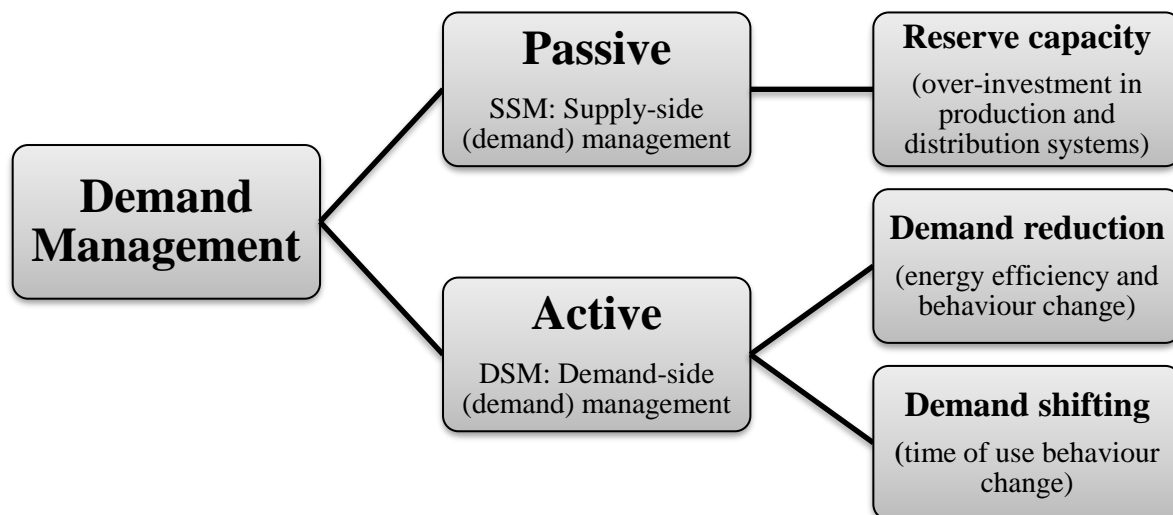 Demand
Management
Passive
SSM: Supply-side
(demand) management
Reserve capacity
(over-investment in
production and
distribution systems)
Active
DSM: Demand-side
(demand) management
Demand reduction
(energy efficiency and
behaviour change)
Demand shifting
(time of use behaviour
change)